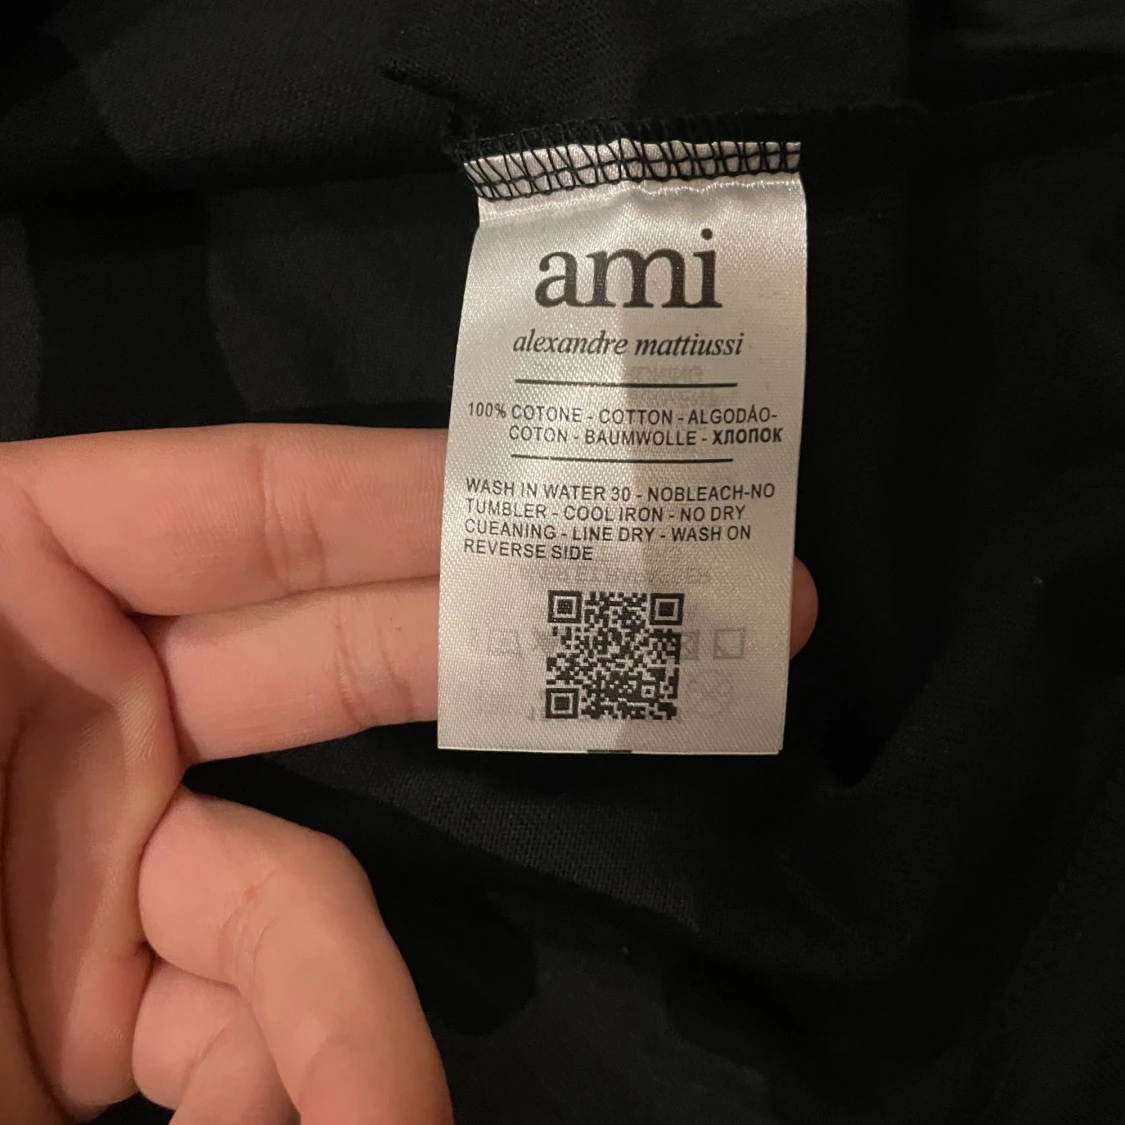 ami
alexandre mattiussi
100% COTONE - COTTON - ALGODÃO-
COTON - BAUMWOLLE - ХЛОПОК
WASH IN WATER 30 - NOBLEACH-NO
TUMBLER - COOL IRON - NO DRY
CUEANING - LINE DRY - WASH ON
REVERSE SIDE